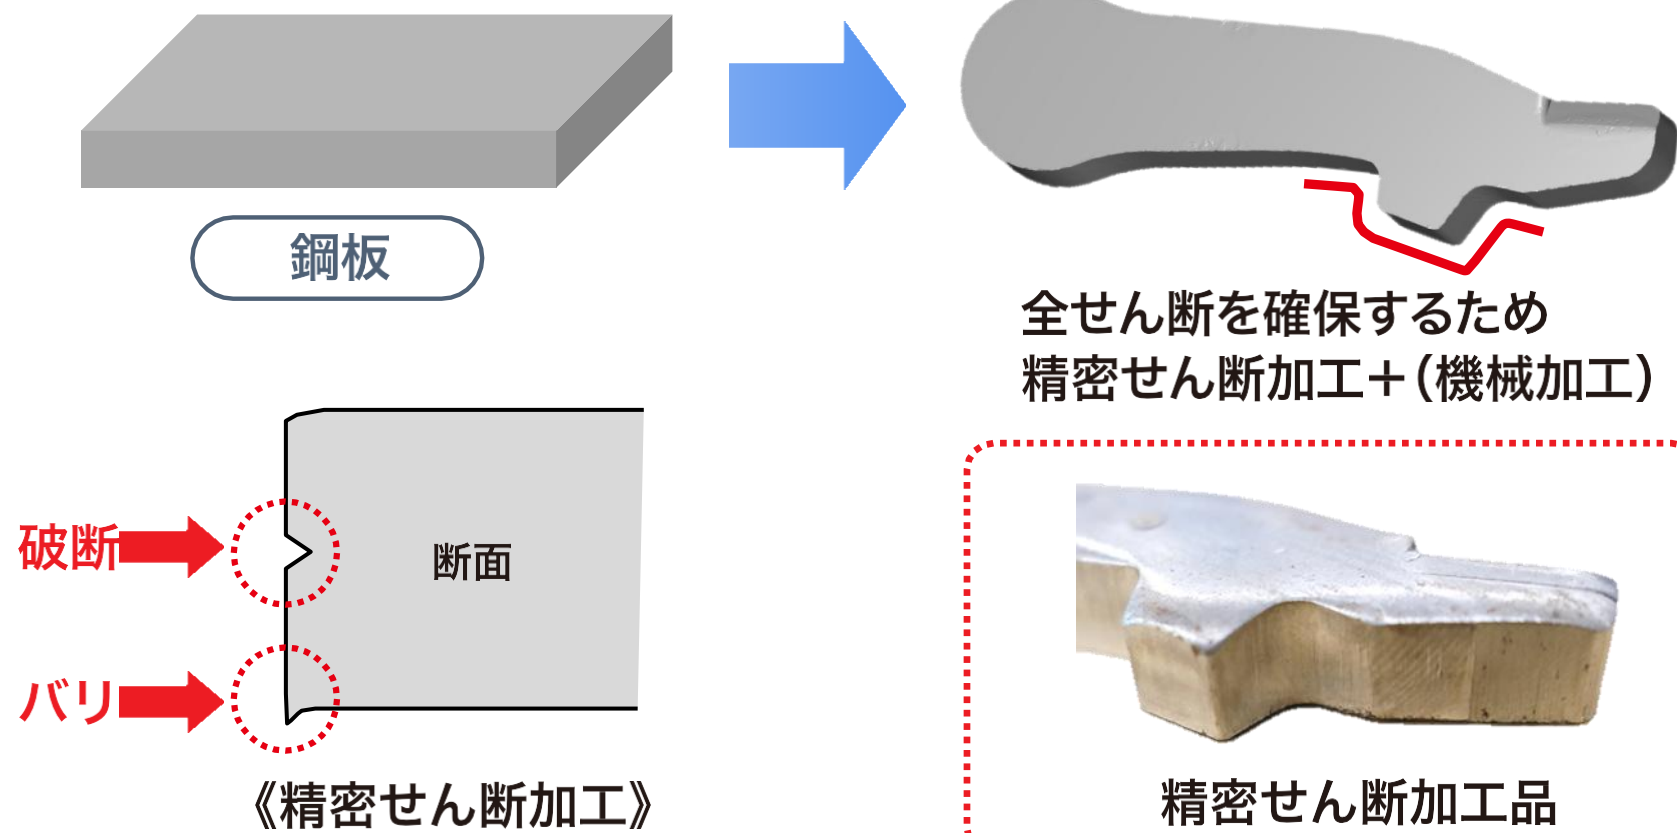 鋼板
全せん断を確保するため
精密せん断加工＋（機械加工）
破断
断面
バリ
《精密せん断加工》
精密せん断加工品